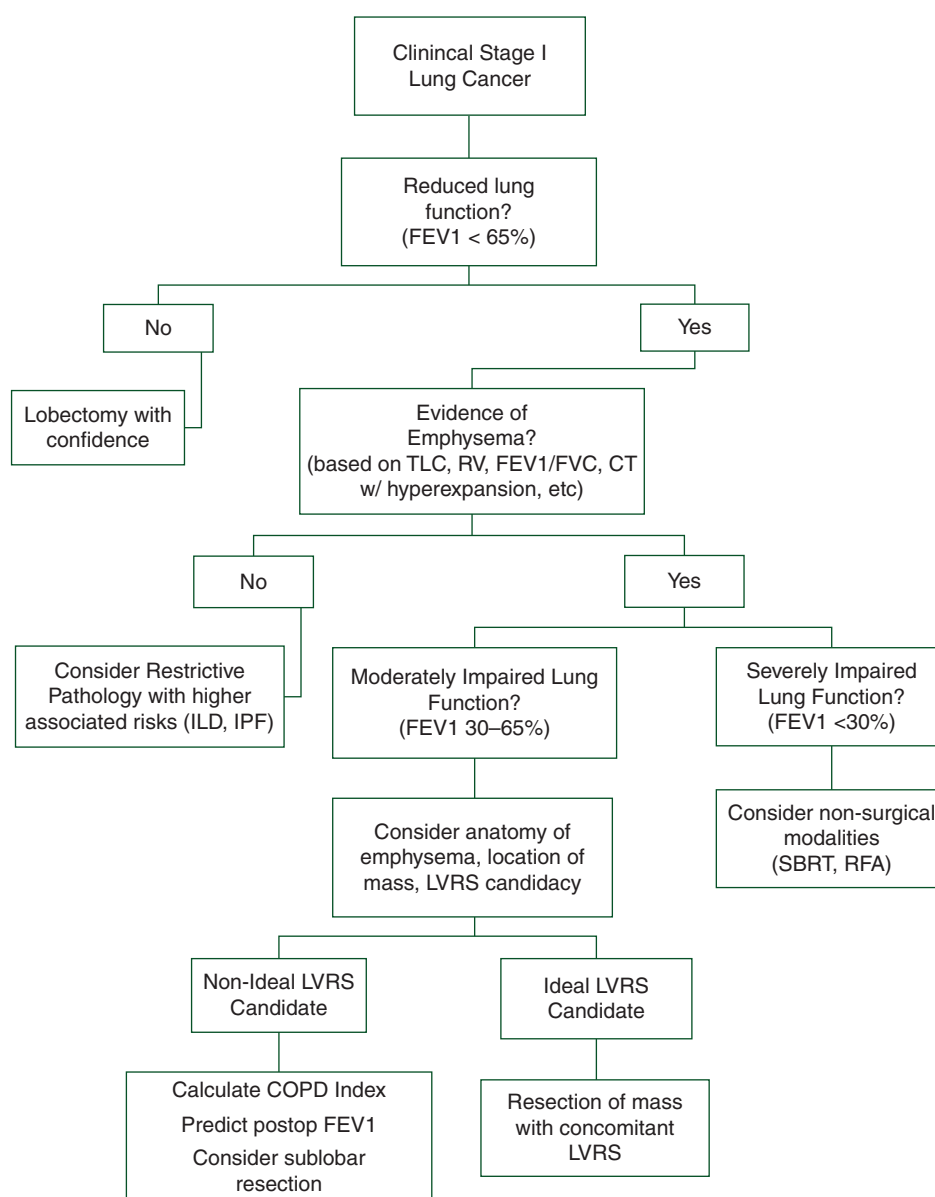 Clinincal Stage I
Lung Cancer
Reduced lung
function?
(FEV1 < 65%)
No
Yes
Lobectomy with
confidence
Evidence of
Emphysema?
(based on TLC, RV, FEV1/FVC, CT
w/ hyperexpansion, etc)
No
Yes
Consider Restrictive
Pathology with higher
associated risks (ILD, IPF)
Moderately Impaired Lung
Function?
(FEV1 30–65%)
Severely Impaired
Lung Function?
(FEV1 <30%)
Consider anatomy of
emphysema, location of
mass, LVRS candidacy
Consider non-surgical
modalities
(SBRT, RFA)
Non-Ideal LVRS
Candidate
Ideal LVRS
Candidate
Calculate COPD Index
Predict postop FEV1
Consider sublobar
resection
Resection of mass
with concomitant
LVRS